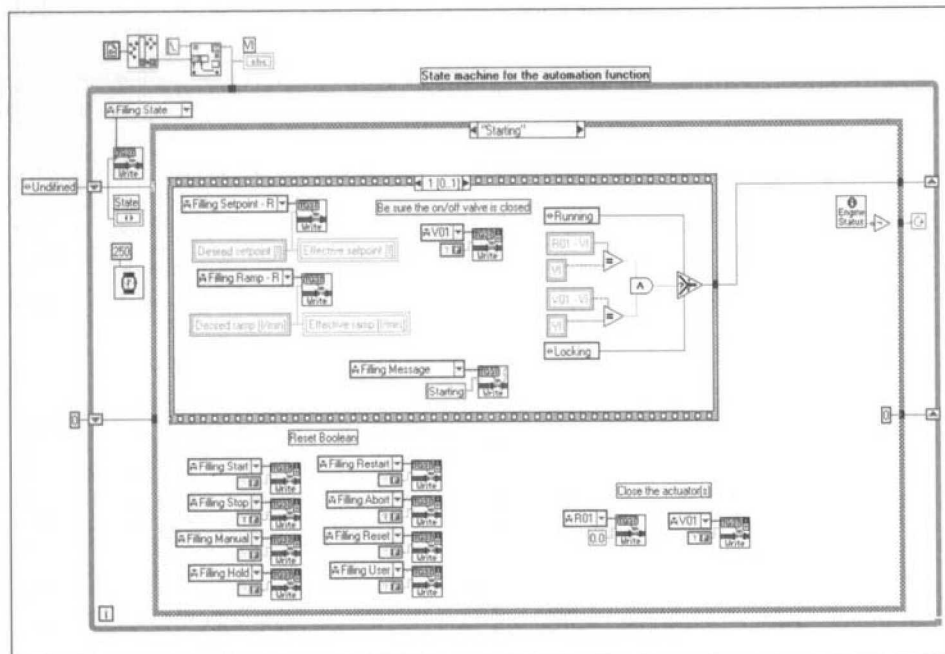 VI
State machine for the automation function
Filling State
"Starting"
Write
Undifined
1 [0..1]
Filling Setpoint - R
Be sure the on/off valve is closed
Running
Engine
Status
State
Write
V01
R01 - VI
Desired setpoint [l]
Effective setpoint [l]
Write
VI
250
Filling Ramp - R
V01 - VI
Write
VI
Desired ramp [l/min]
Effective ramp [l/min]
Locking
Filling Message
Starting
Write
0
0
Reset Boolean
Filling Start
Filling Restart
Write
Write
Close the actuator(s)
Filling Stop
Filling Abort
Write
Write
R01
V01
Filling Manual
Filling Reset
0.0
Write
Write
Write
Write
Filling Hold
Filling User
Write
Write
i